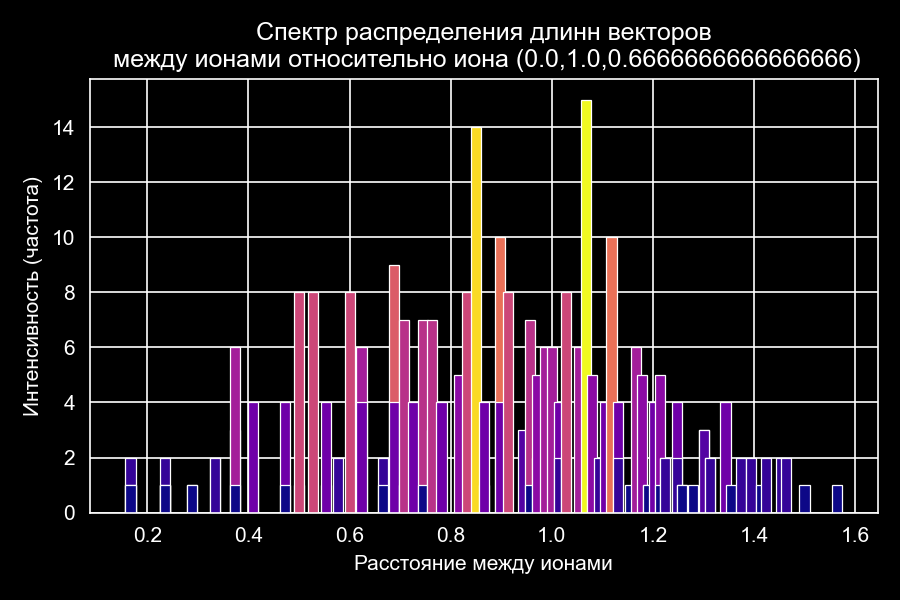 Спектр распределения длинн векторов
между ионами относительно иона (0.0,1.0,0.6666666666666666)
Интенсивность (частота)
14
12
10
8
6
4
2
0
0.2 0.4 0.6 0.8 1.0 1.2 1.4 1.6
Расстояние между ионами